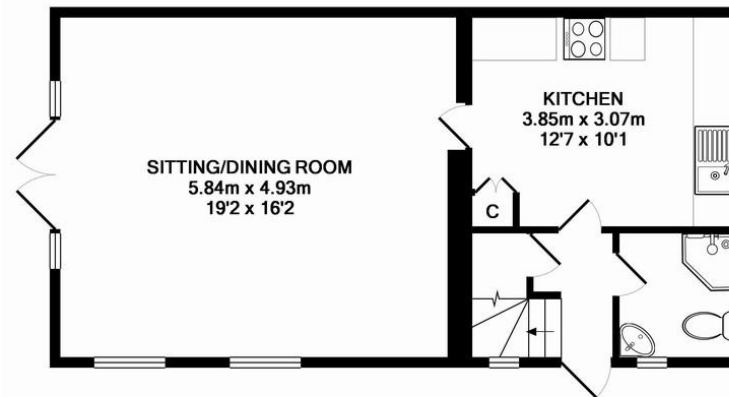 SITTING/DINING ROOM
5.84m x 4.93m
19'2 x 16'2
KITCHEN
3.85m x 3.07m
12'7 x 10'1
C